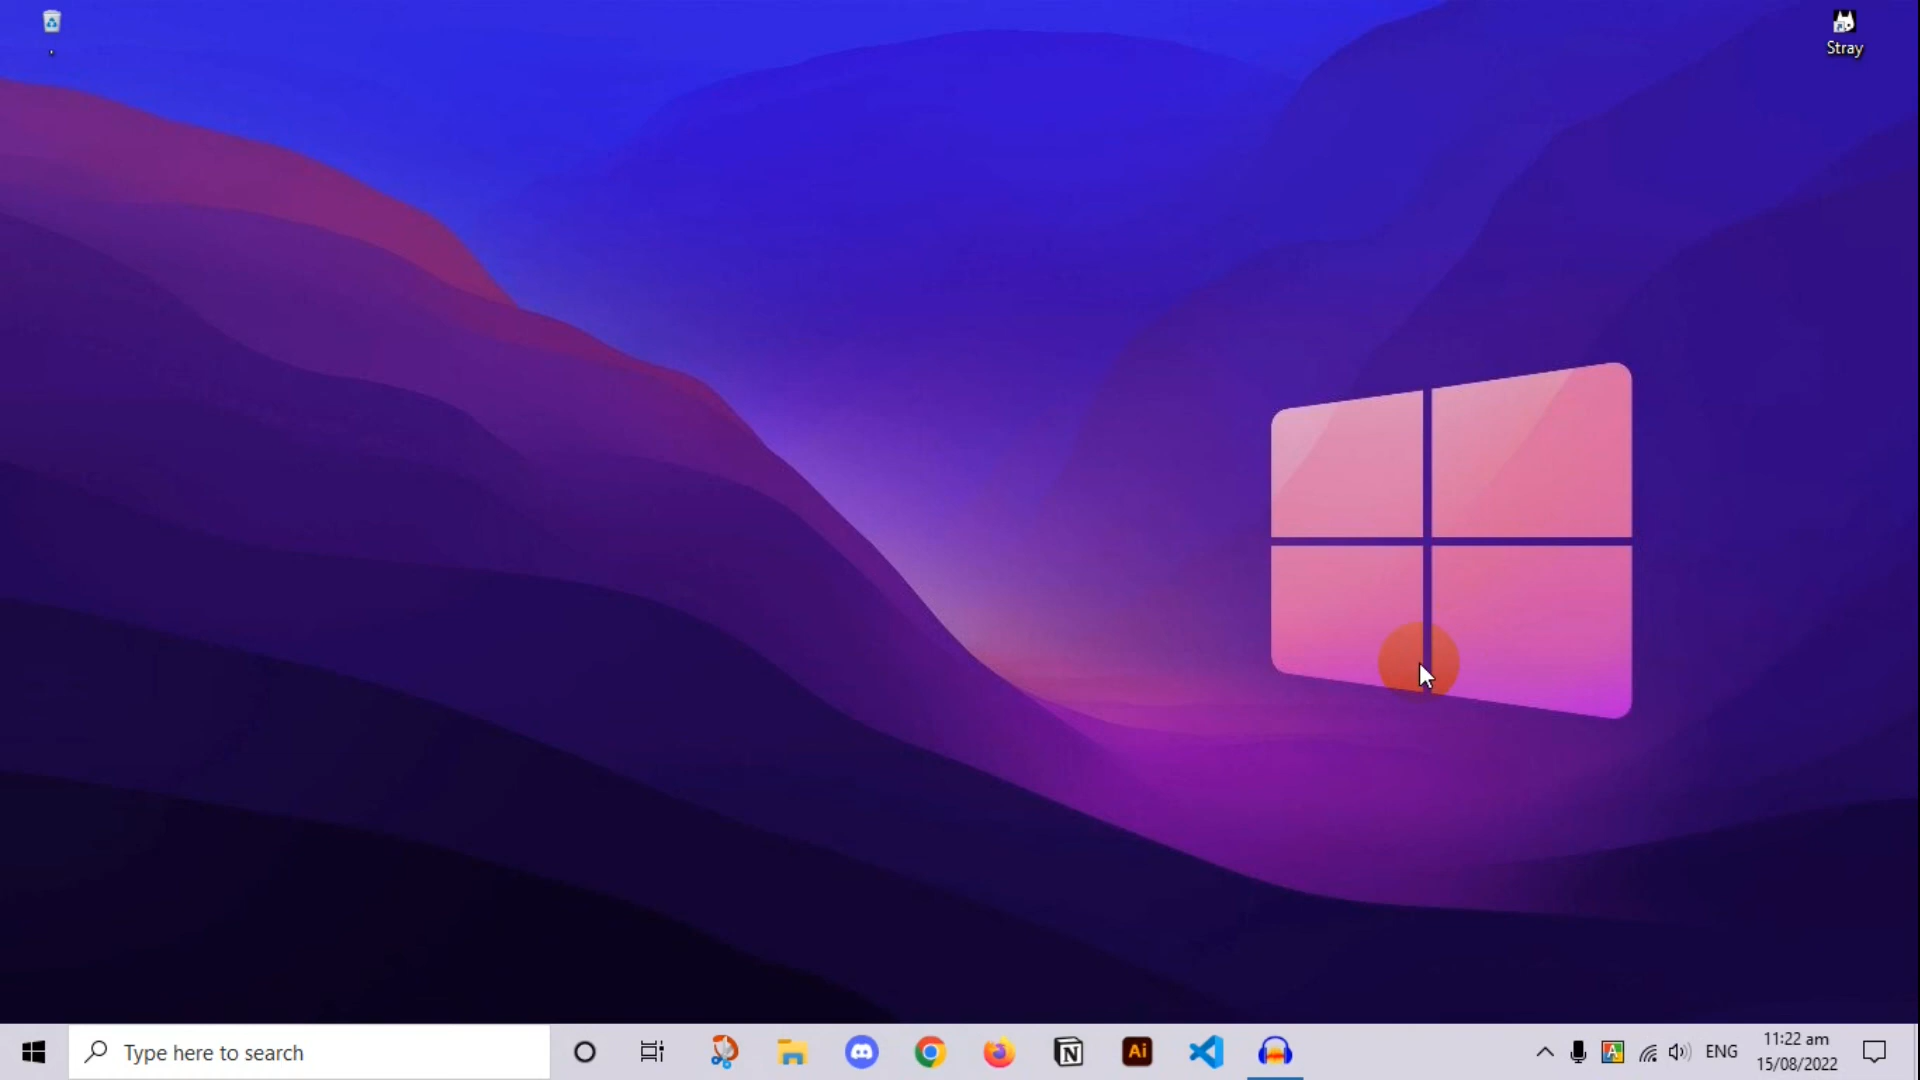 Stray
Type here to search
N
Ai
A
ENG
11:22 am
15/08/2022